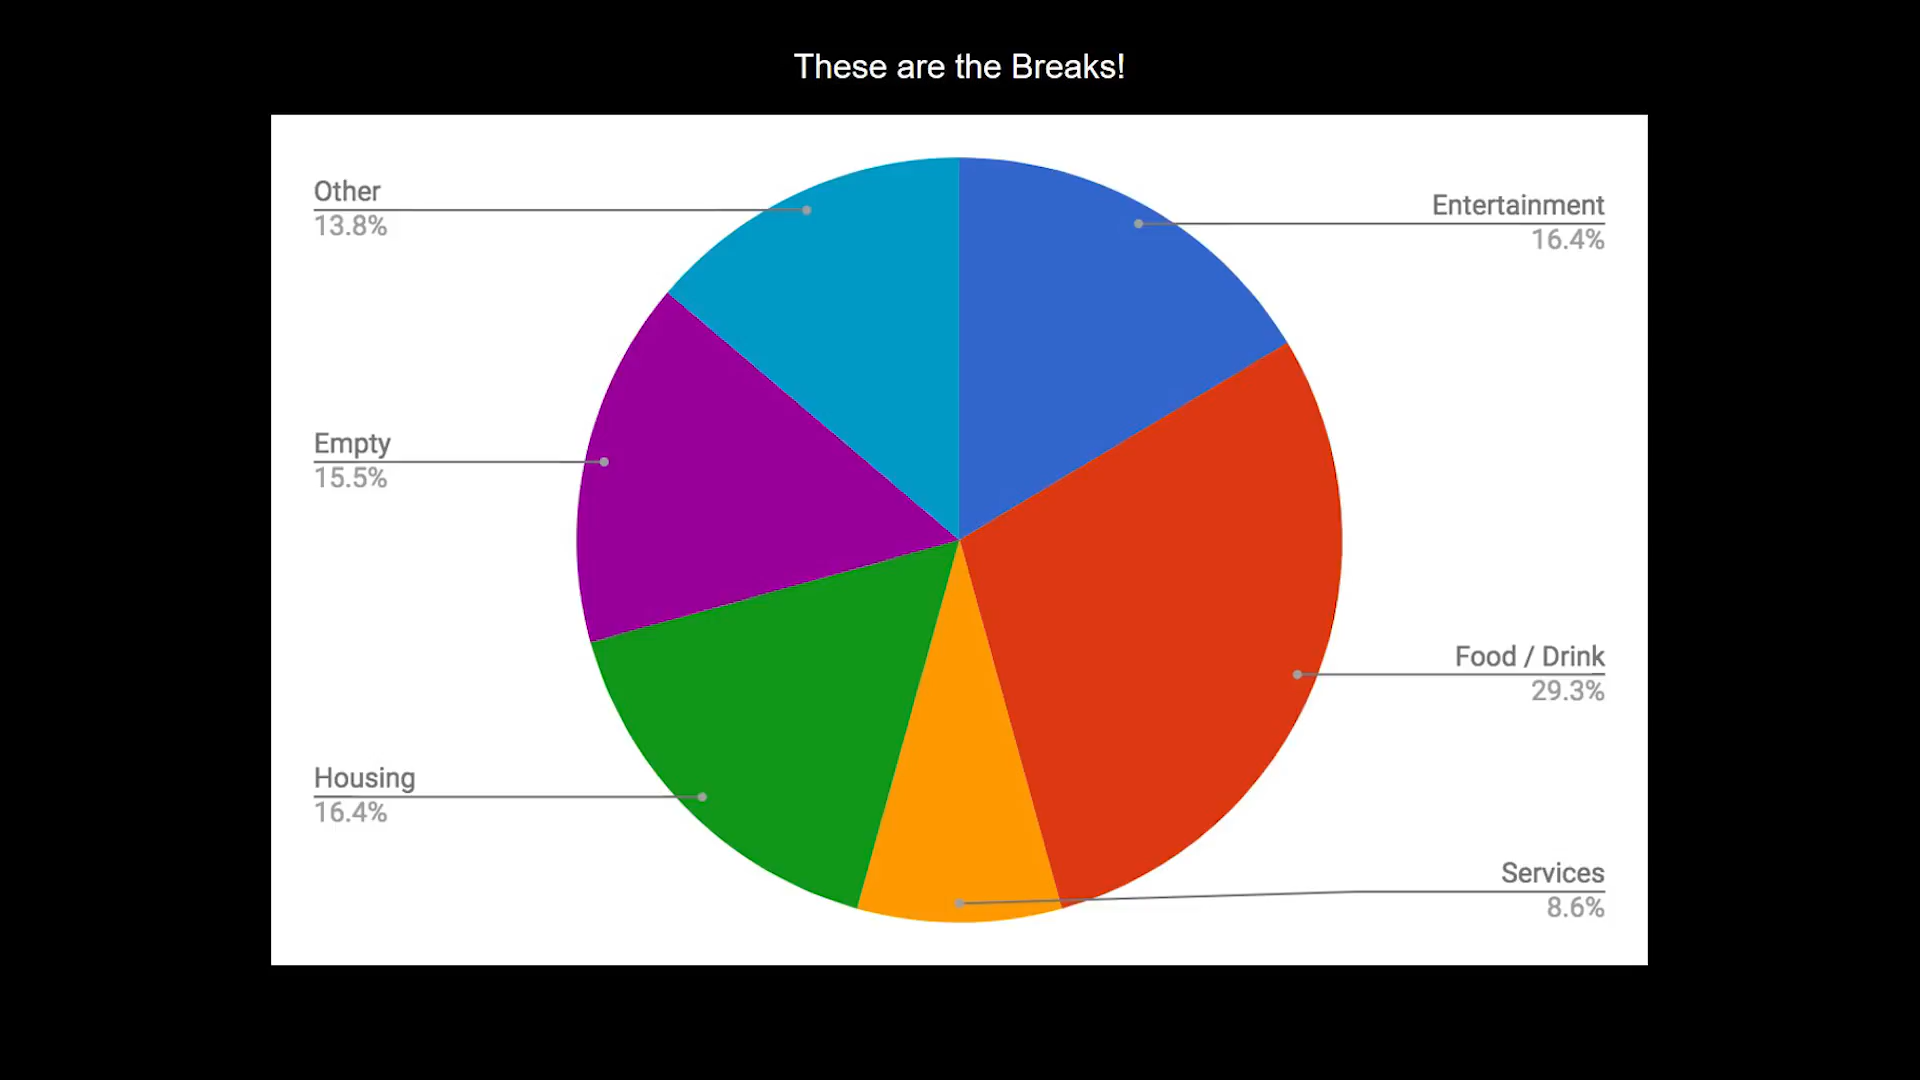 These are the Breaks!
Other
13.8%
Entertainment
16.4%
Empty
15.5%
Food / Drink
29.3%
Housing
16.4%
Services
8.6%